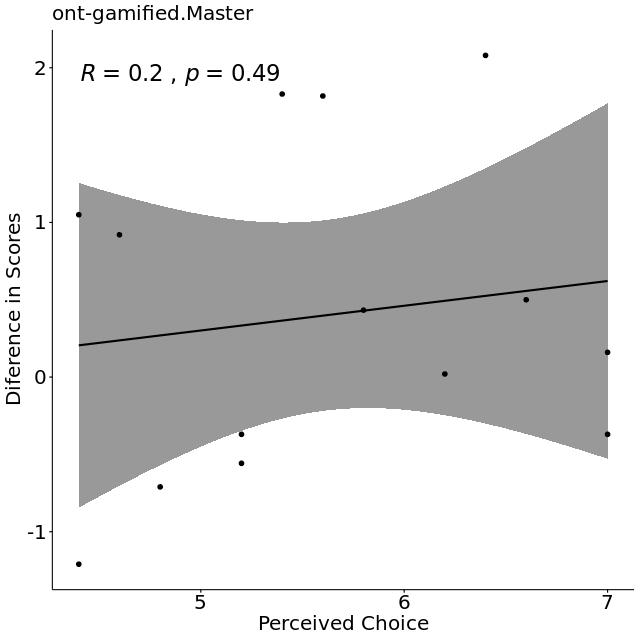 ont-gamified.Master
R = 0.2 , p = 0.49
2
1
0
-1
Diference in Scores
5 6 7
Perceived Choice